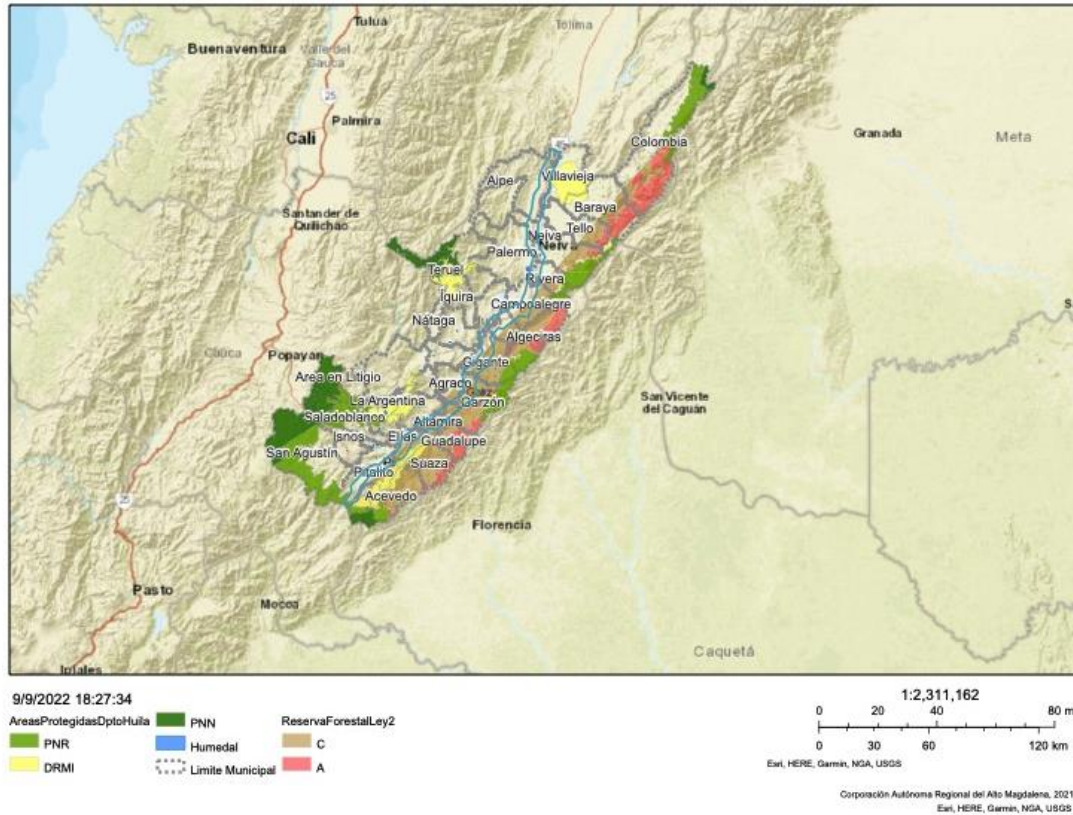 Tuluá
Tolima
Buenaventura
Valle del
Cauca
25
Palmira
Cali
Granada
Meta
Colombia
Aipe
Villavieja
Baraya
Santander de
Quilichao
Tello
Neiva
Neiva
Palermo
Teruel
Rivera
Íquira
Campoalegre
Nátaga
Algeciras
Cauca
Popayán
Gigante
Area en Litigio
Agrado
Garzón
La Argentina
San Vicente
del Caguán
Saladoblanco
Altamira
Isnos
Elías
Guadalupe
San Agustín
Suaza
Pitalito
Acevedo
25
Florencia
Pasto
Mocoa
Caquetá
Ipiales
9/9/2022 18:27:34
AreasProtegidasDptoHuila
PNR
DRMI
PNN
Humedal
Limite Municipal
ReservaForestalLey2
C
A
1:2,311,162
0 20 40 80 m
0 30 60 120 km
Esri, HERE, Garmin, NGA, USGS
Corporación Autónoma Regional del Alto Magdalena, 2021
Esri, HERE, Garmin, NGA, USGS